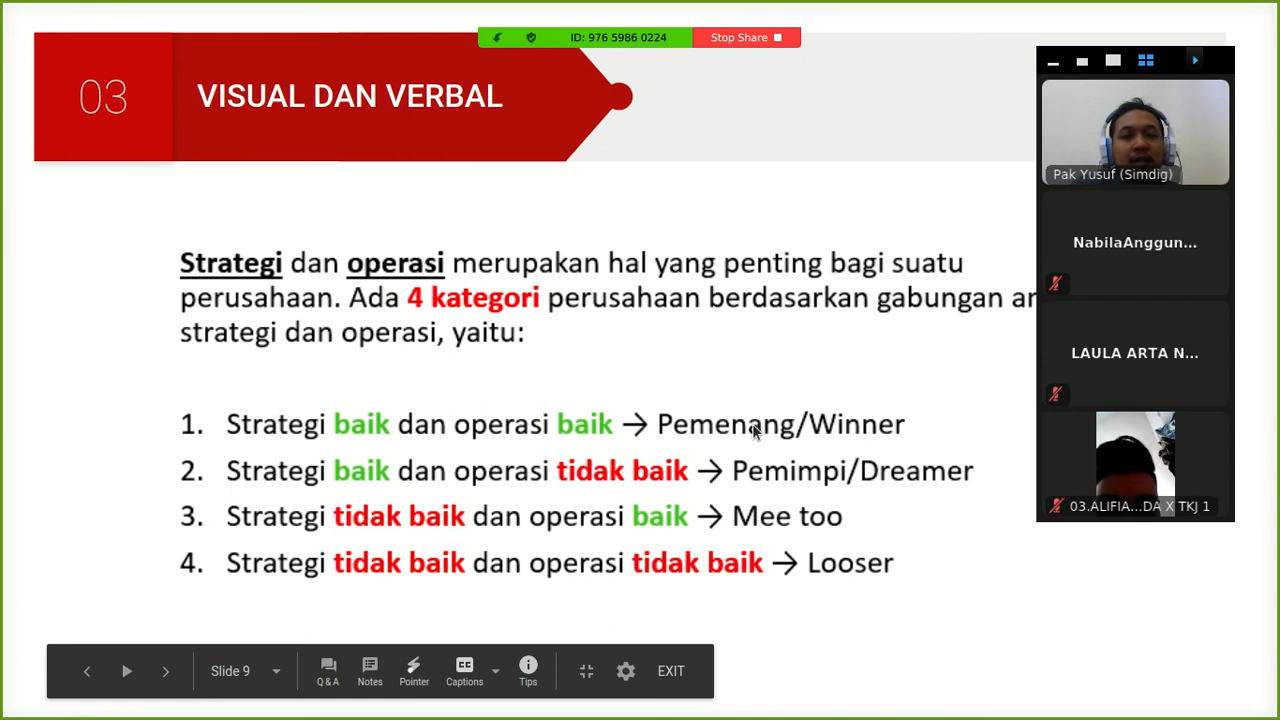 ID: 976 5986 0224
Stop Share
03
VISUAL DAN VERBAL
Strategi dan operasi merupakan hal yang penting bagi suatu
perusahaan. Ada 4 kategori perusahaan berdasarkan gabungan
strategi dan operasi, yaitu:
1. Strategi baik dan operasi baik → Pemenang/Winner
2. Strategi baik dan operasi tidak baik → Pemimpi/Dreamer
3. Strategi tidak baik dan operasi baik → Mee too
4. Strategi tidak baik dan operasi tidak baik → Looser
Pak Yusuf (Simdig)
NabilaAnggun...
LAULA ARTA N...
03.ALIFIA...DA X TKJ 1
Slide 9
Q & A
Notes
Pointer
CC
Captions
Tips
EXIT